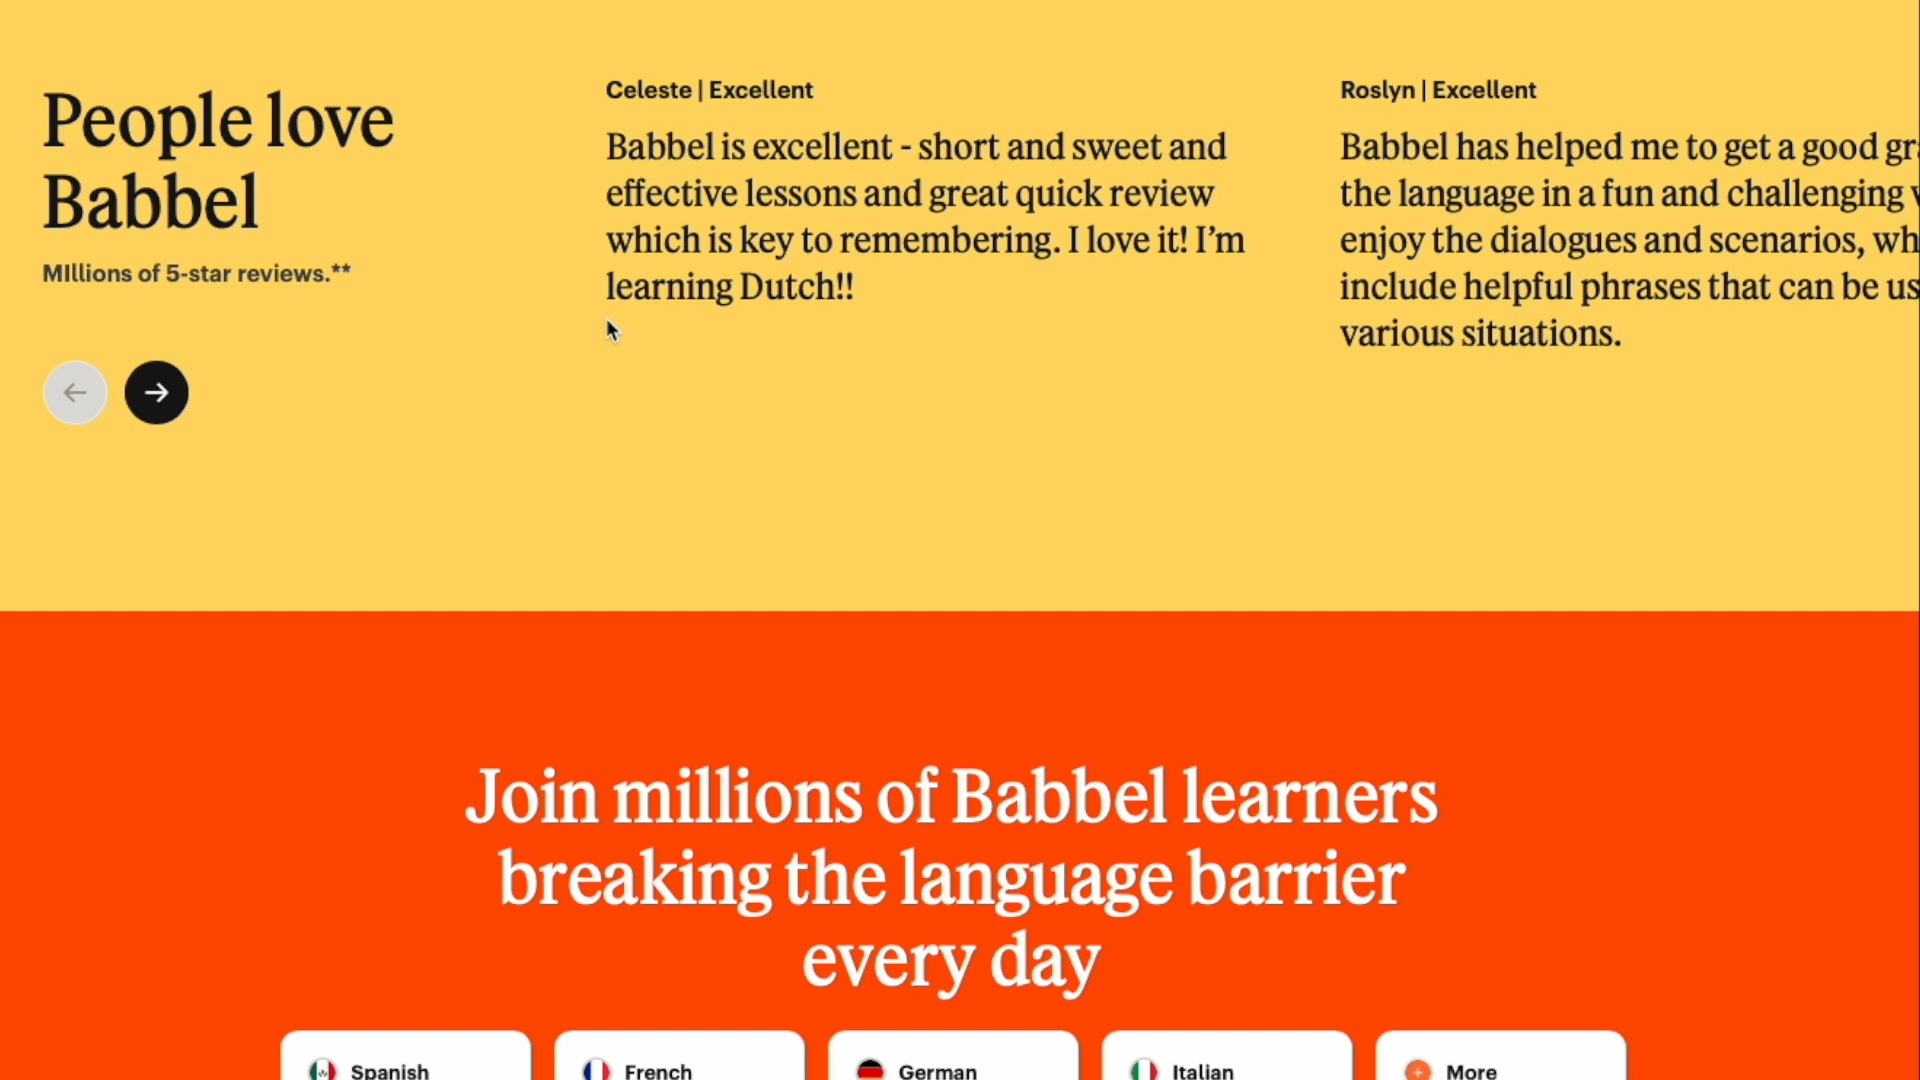 People love
Babbel
MIllions of 5-star reviews.**
Celeste | Excellent
Babbel is excellent - short and sweet and
effective lessons and great quick review
which is key to remembering. I love it! I’m
learning Dutch!!
Roslyn | Excellent
Babbel has helped me to get a good
the language in a fun and challenging
enjoy the dialogues and scenarios,
include helpful phrases that can be
various situations.
Join millions of Babbel learners
breaking the language barrier
every day
Spanish
French
German
Italian
More